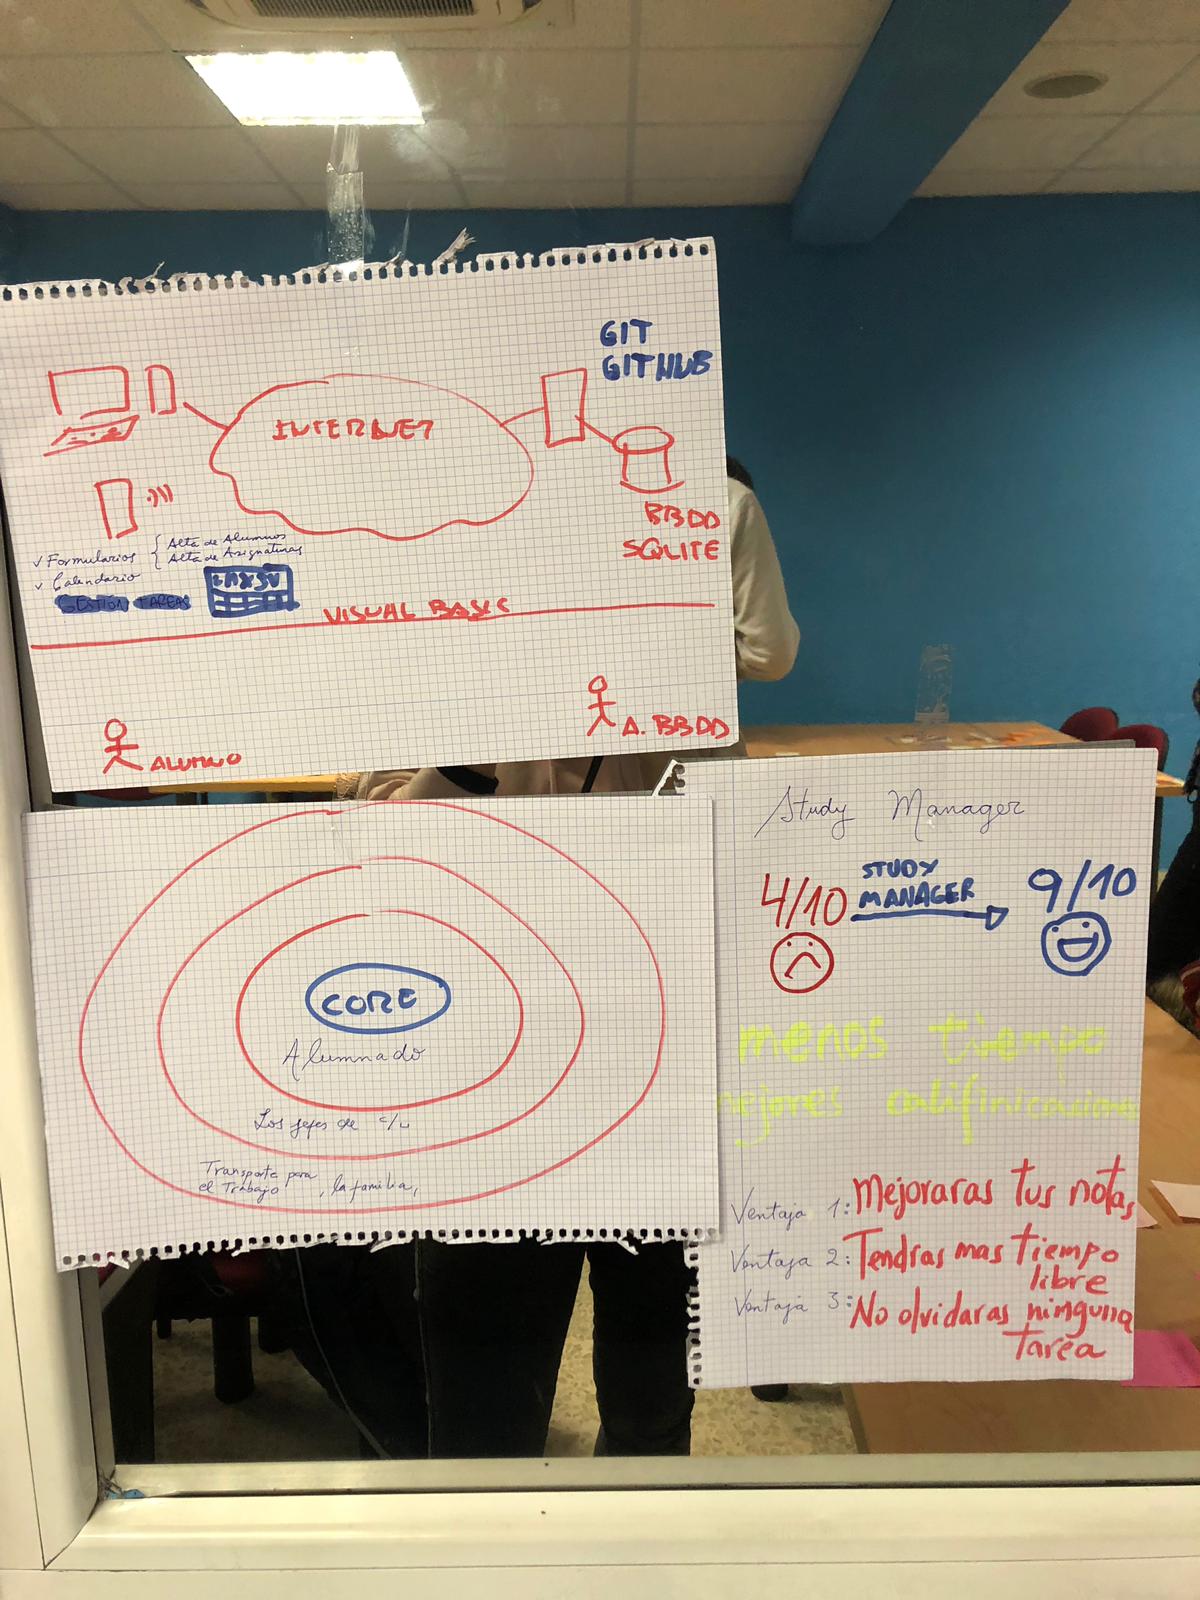 GIT
GITHUB
INTERNET
BBDD
SQLITE
✓ Formularios { Alta de Alumnos
Alta de Asignaturas
✓ Calendario
GESTION TAREAS
VISUAL BASIC
ALUMNO
A. BBDD
CORE
Alumnado
Los jefes de c/u
Transporte para
el Trabajo , la familia,
Study Manager
4/10 STUDY MANAGER 9/10
menos tiempo
mejores califinicasiones
Ventaja 1: Mejoraras tus notas
Ventaja 2: Tendras mas tiempo
libre
Ventaja 3: No olvidaras ninguna
tarea